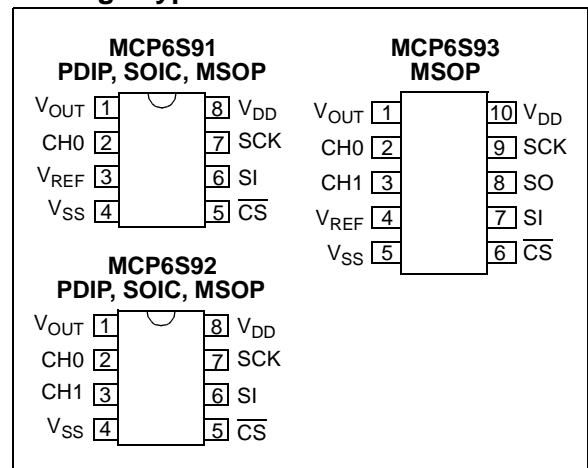 MCP6S91
PDIP, SOIC, MSOP
VOUT 1 8 VDD
CH0 2 7 SCK
VREF 3 6 SI
VSS 4 5 CS
MCP6S92
PDIP, SOIC, MSOP
VOUT 1 8 VDD
CH0 2 7 SCK
CH1 3 6 SI
VSS 4 5 CS
MCP6S93
MSOP
VOUT 1 10 VDD
CH0 2 9 SCK
CH1 3 8 SO
VREF 4 7 SI
VSS 5 6 CS